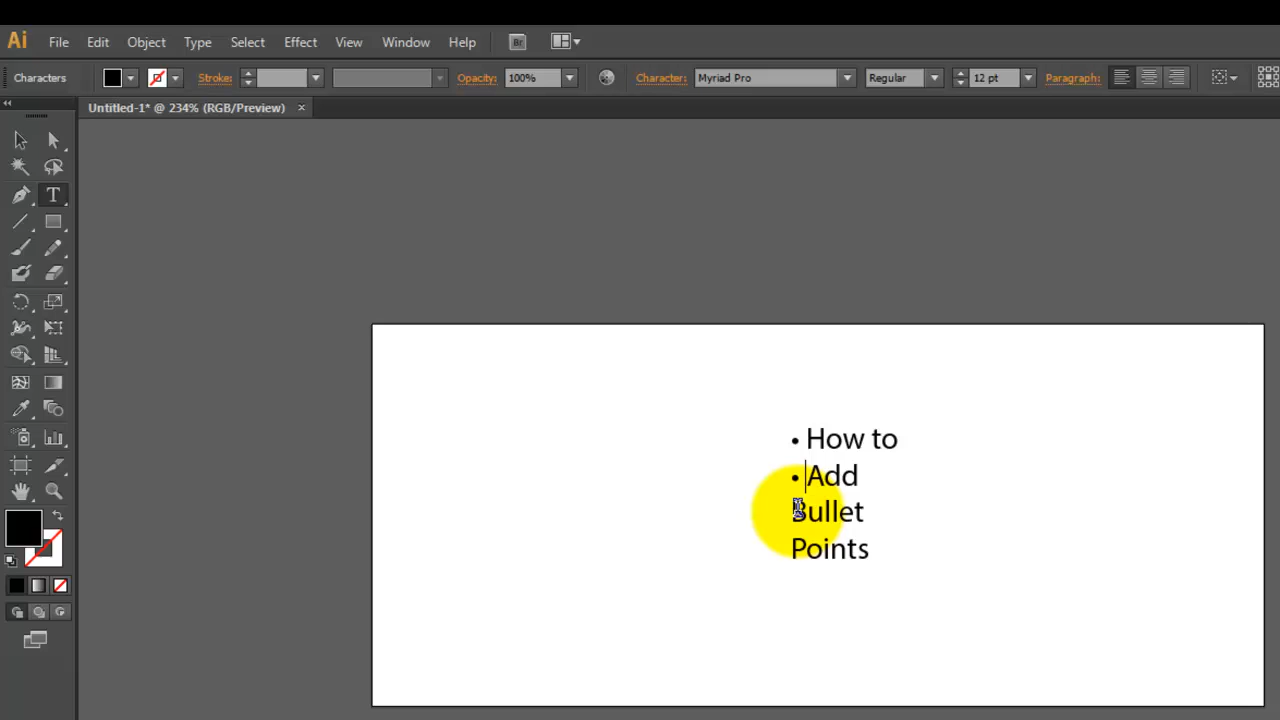 Ai File Edit Object Type Select Effect View Window Help Br
Characters Stroke: Opacity: 100% Character: Myriad Pro Regular 12 pt Paragraph:
Untitled-1* @ 234% (RGB/Preview) ×
T
• How to
• Add
Bullet
Points